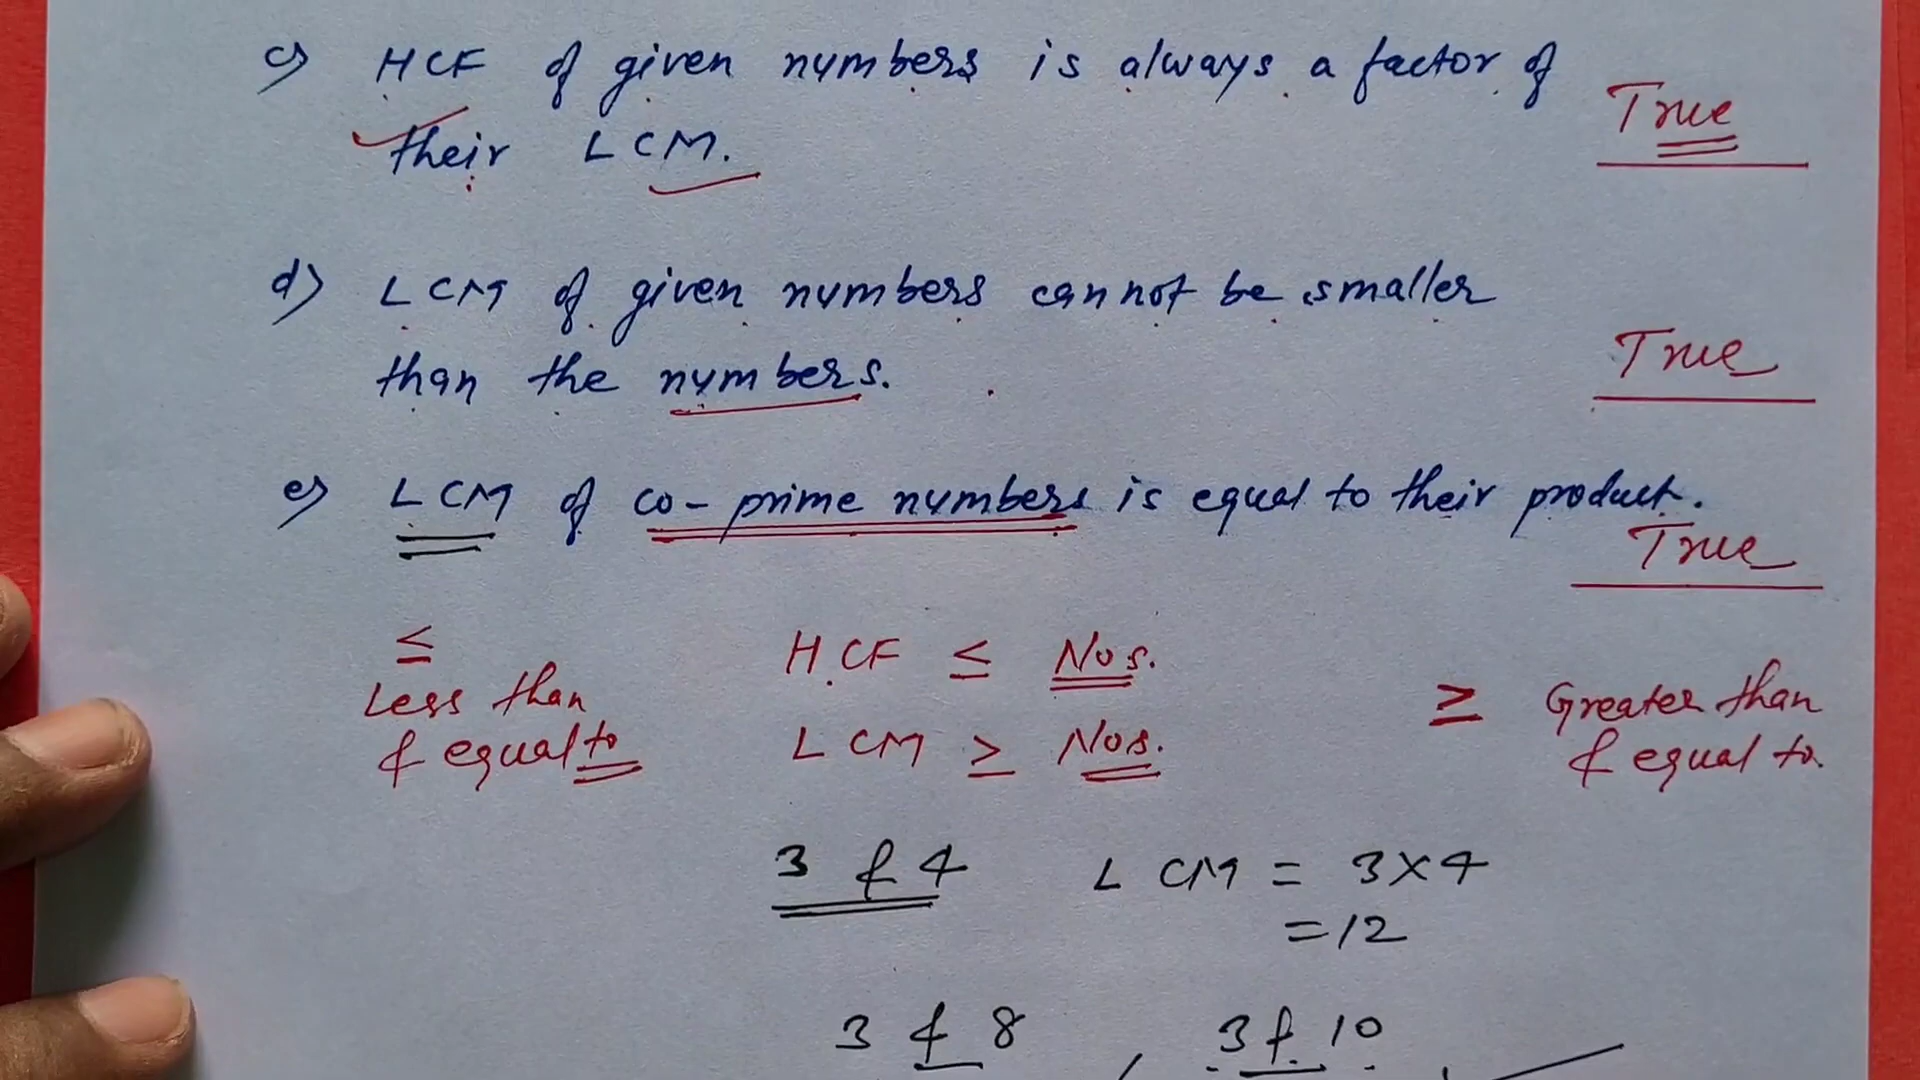 c) HCF of given numbers is always a factor of
their LCM.
True
d) LCM of given numbers cannot be smaller
than the numbers.
True
e) LCM of co-prime numbers is equal to their product.
True
≤
Less than
& equal to
HCF ≤ Nos.
LCM ≥ Nos.
≥ Greater than
& equal to.
3 & 4 LCM = 3×4
=12
3 & 8 3 & 10